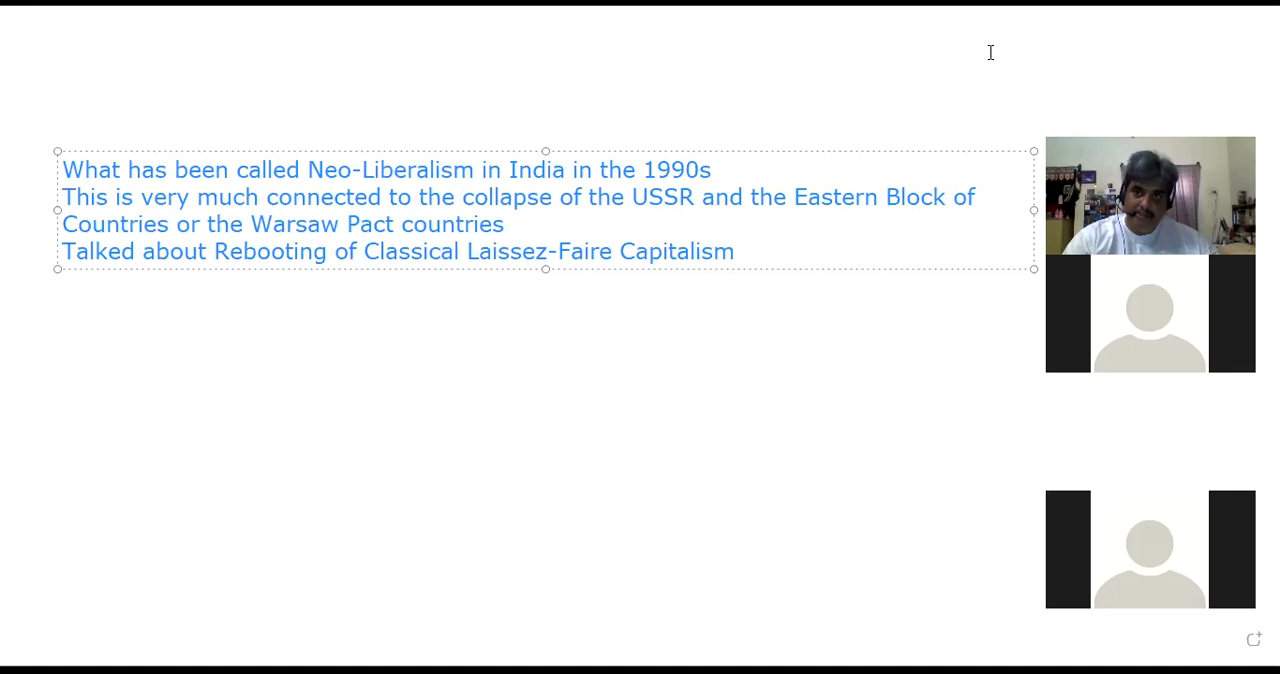 What has been called Neo-Liberalism in India in the 1990s
This is very much connected to the collapse of the USSR and the Eastern Block of
Countries or the Warsaw Pact countries
Talked about Rebooting of Classical Laissez-Faire Capitalism